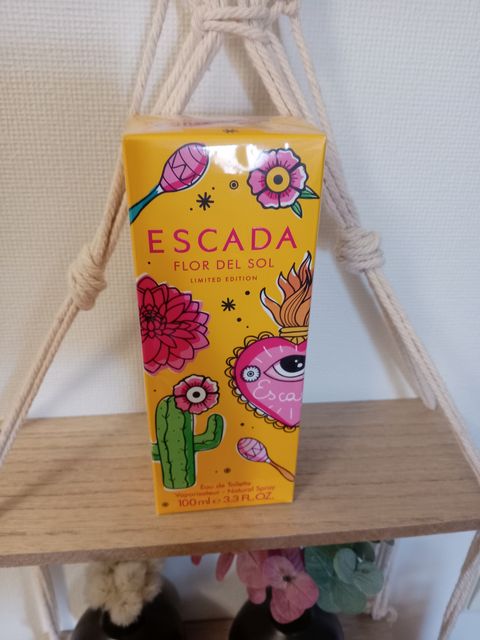 ESCADA
FLOR DEL SOL
LIMITED EDITION
Esca
Eau de Toilette
Vaporisateur - Natural Spray
100 ml e 3.3 FL.OZ.